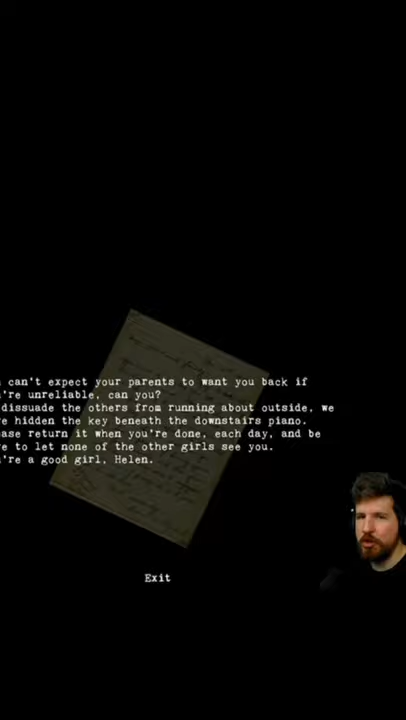 can't expect your parents to want you back if
're unreliable, can you?
dissuade the others from running about outside, we
e hidden the key beneath the downstairs piano.
ase return it when you're done, each day, and be
e to let none of the other girls see you.
're a good girl, Helen.
Exit